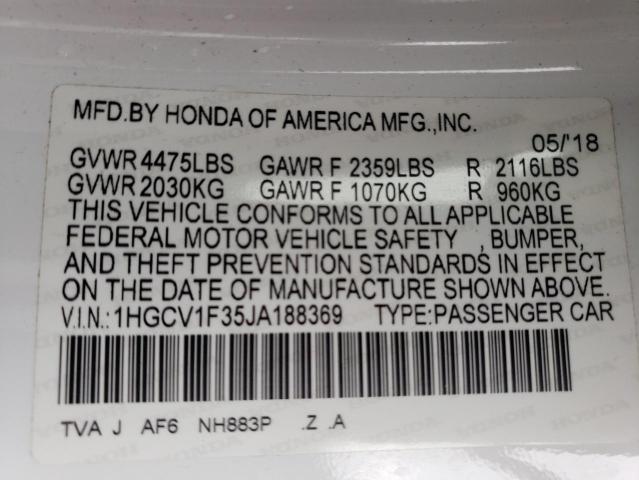 MFD.BY HONDA OF AMERICA MFG.,INC.
05/'18
GVWR 4475LBS GAWR F 2359LBS R 2116LBS
GVWR 2030KG GAWR F 1070KG R 960KG
THIS VEHICLE CONFORMS TO ALL APPLICABLE
FEDERAL MOTOR VEHICLE SAFETY , BUMPER,
AND THEFT PREVENTION STANDARDS IN EFFECT
ON THE DATE OF MANUFACTURE SHOWN ABOVE.
V.I.N.:1HGCV1F35JA188369 TYPE:PASSENGER CAR
TVA J AF6 NH883P .Z .A